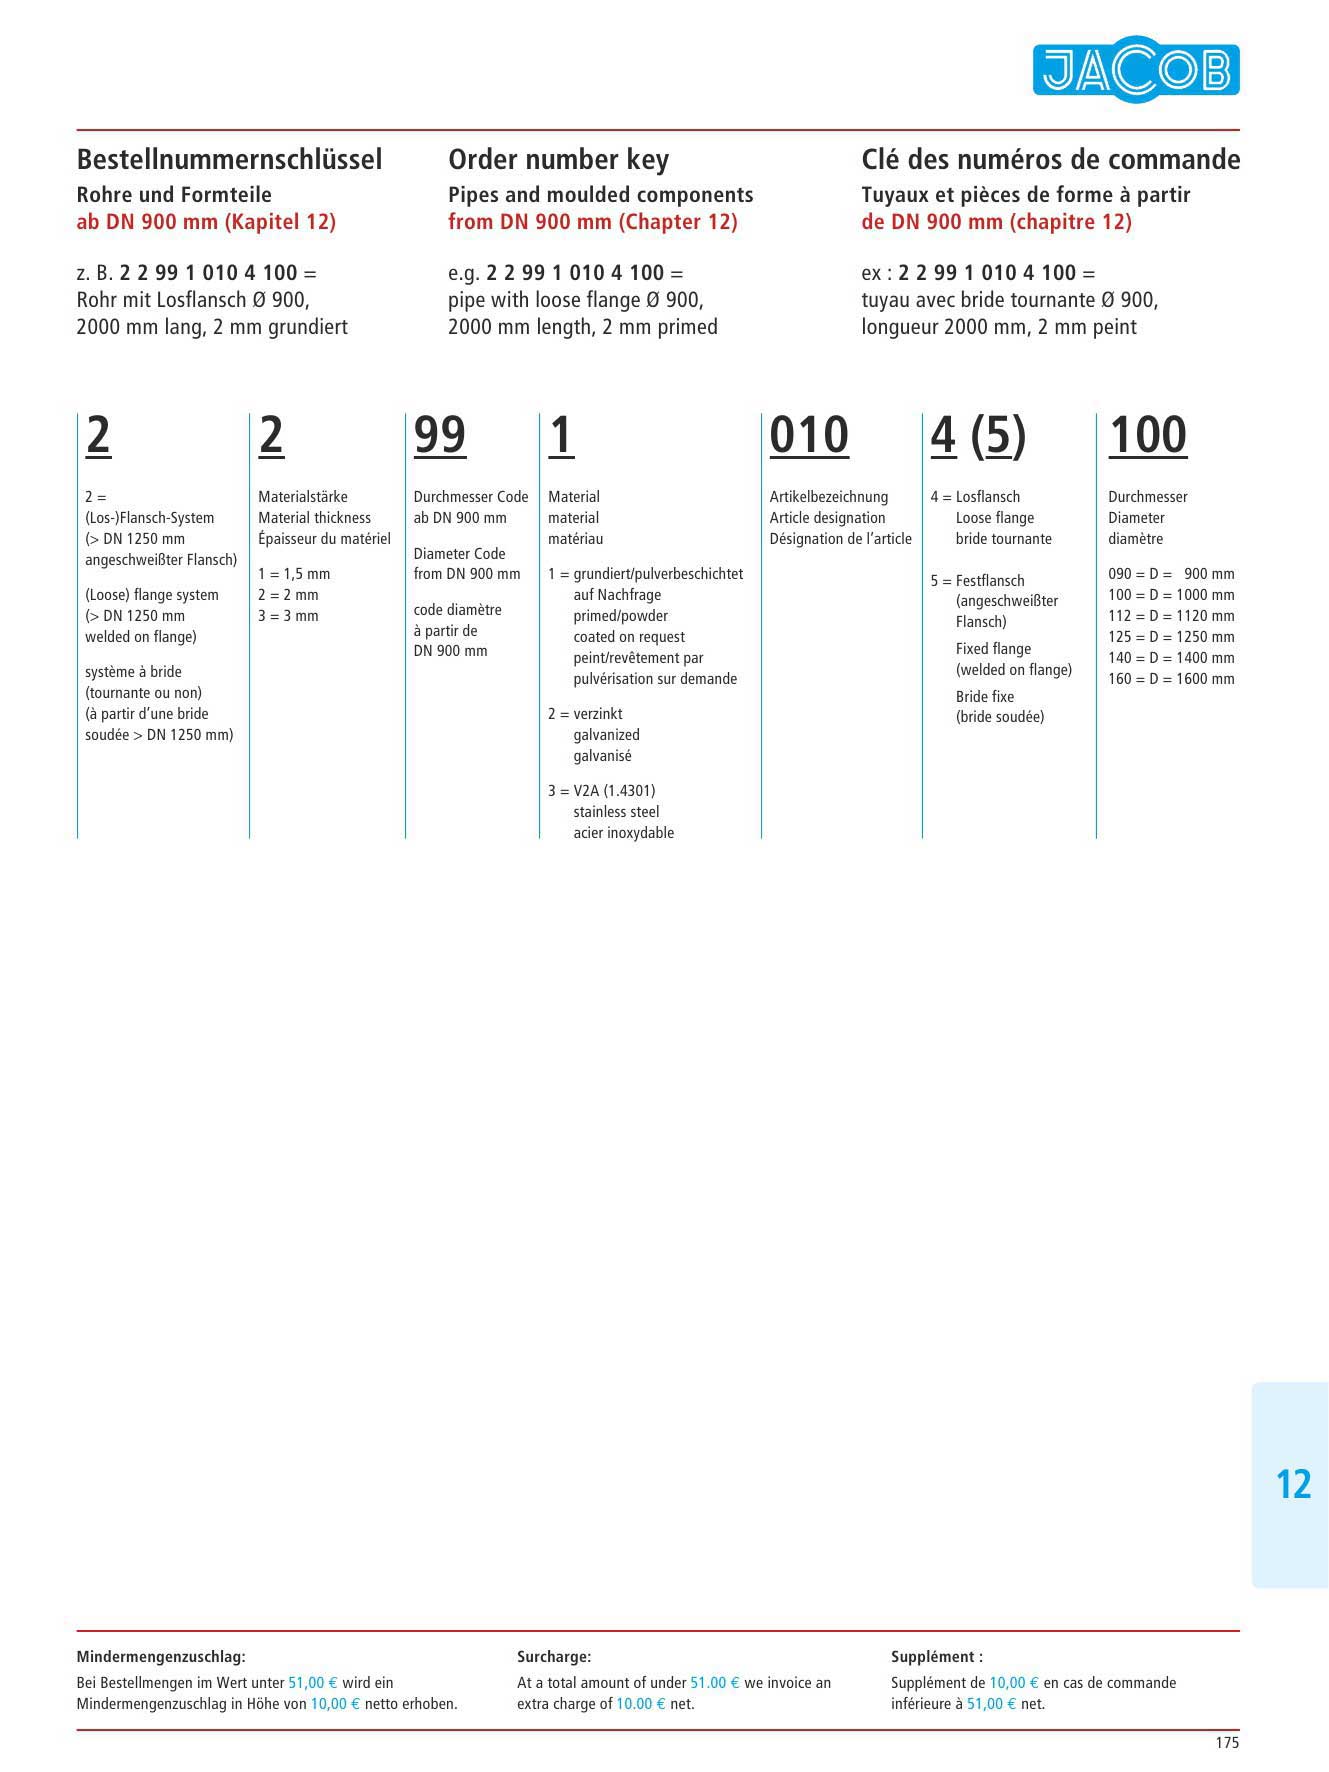 JACOB
Bestellnummernschlüssel
Rohre und Formteile
ab DN 900 mm (Kapitel 12)
z. B. 2 2 99 1 010 4 100 =
Rohr mit Losflansch Ø 900,
2000 mm lang, 2 mm grundiert
Order number key
Pipes and moulded components
from DN 900 mm (Chapter 12)
e.g. 2 2 99 1 010 4 100 =
pipe with loose flange Ø 900,
2000 mm length, 2 mm primed
Clé des numéros de commande
Tuyaux et pièces de forme à partir
de DN 900 mm (chapitre 12)
ex : 2 2 99 1 010 4 100 =
tuyau avec bride tournante Ø 900,
longueur 2000 mm, 2 mm peint
2
2 =
(Los-)Flansch-System
(> DN 1250 mm
angeschweißter Flansch)
(Loose) flange system
(> DN 1250 mm
welded on flange)
système à bride
(tournante ou non)
(à partir d’une bride
soudée > DN 1250 mm)
2
Materialstärke
Material thickness
Épaisseur du matériel
1 = 1,5 mm
2 = 2 mm
3 = 3 mm
99
Durchmesser Code
ab DN 900 mm
Diameter Code
from DN 900 mm
code diamètre
à partir de
DN 900 mm
1
Material
material
matériau
1 = grundiert/pulverbeschichtet
auf Nachfrage
primed/powder
coated on request
peint/revêtement par
pulvérisation sur demande
2 = verzinkt
galvanized
galvanisé
3 = V2A (1.4301)
stainless steel
acier inoxydable
010
Artikelbezeichnung
Article designation
Désignation de l’article
4 (5)
4 = Losflansch
Loose flange
bride tournante
5 = Festflansch
(angeschweißter
Flansch)
Fixed flange
(welded on flange)
Bride fixe
(bride soudée)
100
Durchmesser
Diameter
diamètre
090 = D = 900 mm
100 = D = 1000 mm
112 = D = 1120 mm
125 = D = 1250 mm
140 = D = 1400 mm
160 = D = 1600 mm
12
Mindermengenzuschlag:
Bei Bestellmengen im Wert unter 51,00 € wird ein
Mindermengenzuschlag in Höhe von 10,00 € netto erhoben.
Surcharge:
At a total amount of under 51.00 € we invoice an
extra charge of 10.00 € net.
Supplément :
Supplément de 10,00 € en cas de commande
inférieure à 51,00 € net.
175